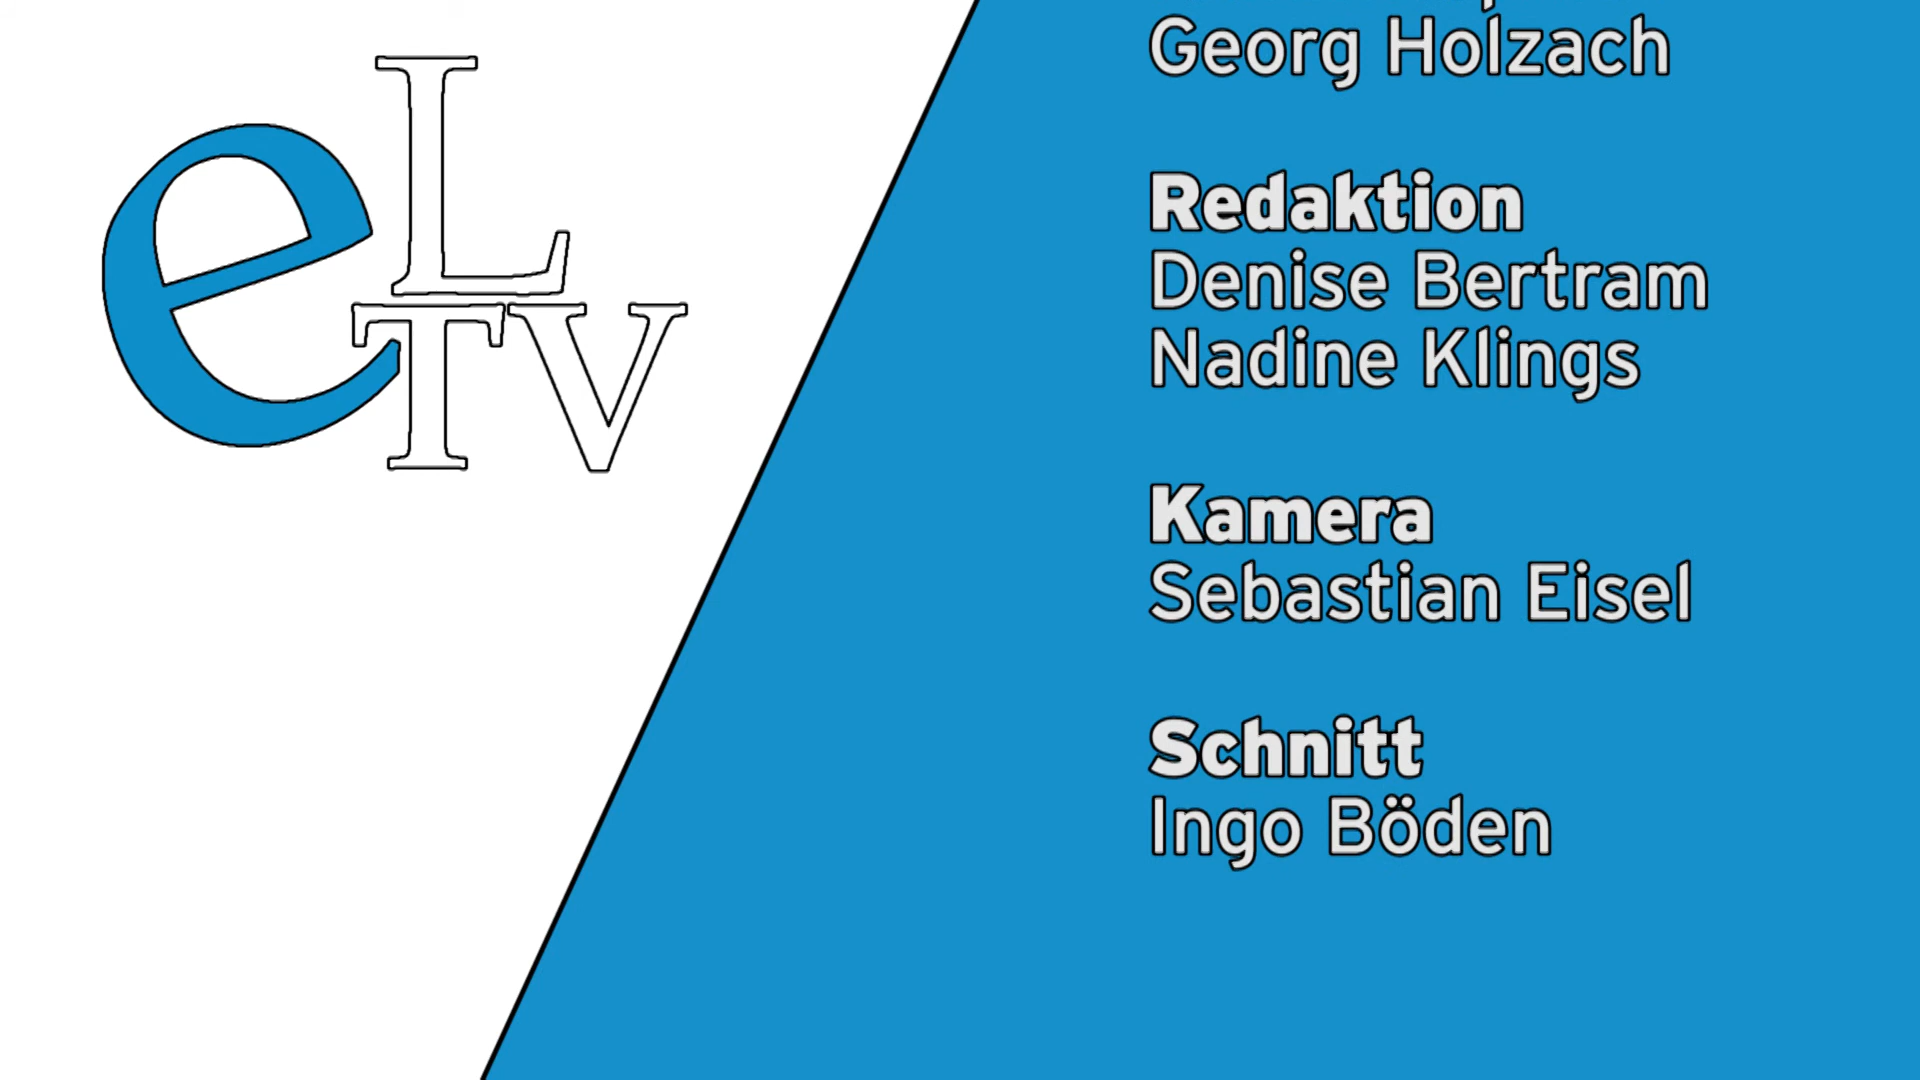 eLTV
Georg Holzach
Redaktion
Denise Bertram
Nadine Klings
Kamera
Sebastian Eisel
Schnitt
Ingo Böden